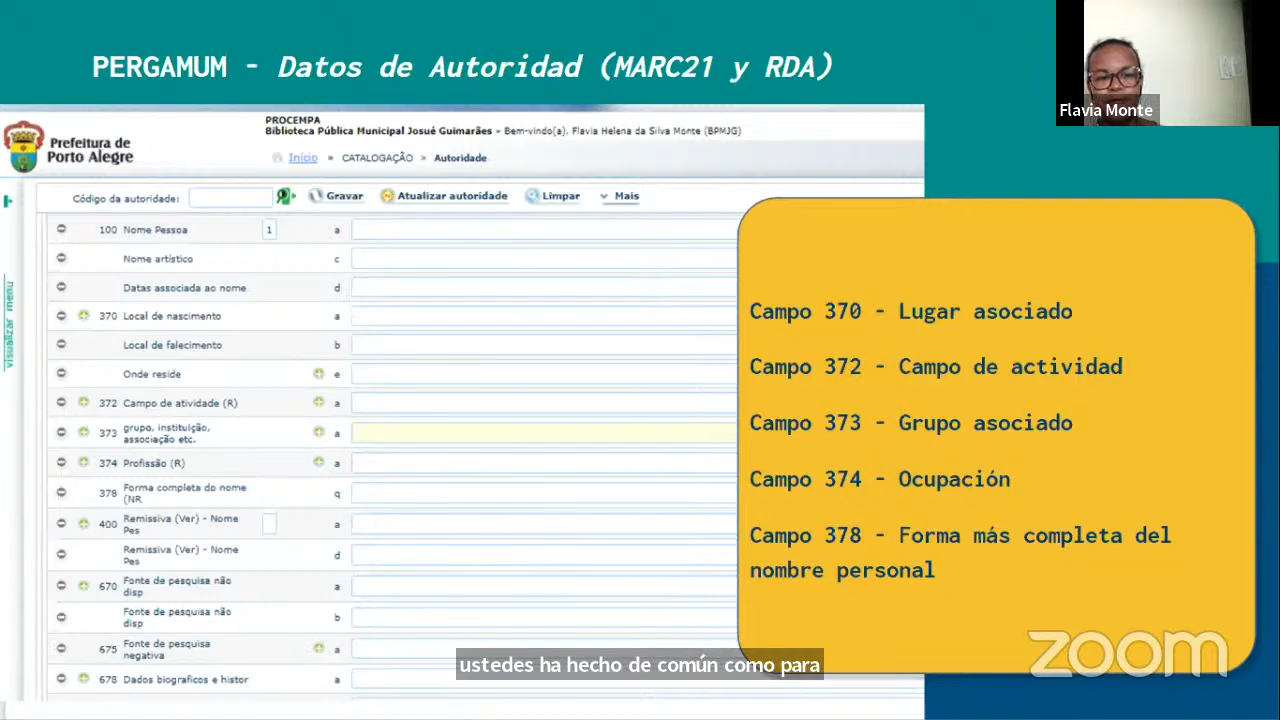 PERGAMUM - Datos de Autoridad (MARC21 y RDA)
Flavia Monte
Prefeitura de
Porto Alegre
PROCEMPA
Biblioteca Pública Municipal Josué Guimarães - Bem-vindo(a), Flavia Helena da Silva Monte (BPMJG)
Início » CATALOGAÇÃO > Autoridade
Código da autoridade:
Gravar
Atualizar autoridade
Limpar
Mais
visualizar menu
100 Nome Pessoa 1 a
Nome artístico c
Datas associada ao nome d
370 Local de nascimento a
Local de falecimento b
Onde reside e
372 Campo de atividade (R) a
373 grupo, instituição, a
associação etc.
374 Profissão (R) a
378 Forma completa do nome q
(NR
400 Remissiva (Ver) - Nome a
Pes
Remissiva (Ver) - Nome d
Pes
670 Fonte de pesquisa não a
disp
Fonte de pesquisa não b
disp
675 Fonte de pesquisa a
negativa
678 Dados biograficos e histor a
Campo 370 - Lugar asociado
Campo 372 - Campo de actividad
Campo 373 - Grupo asociado
Campo 374 - Ocupación
Campo 378 - Forma más completa del
nombre personal
zoom
ustedes ha hecho de común como para